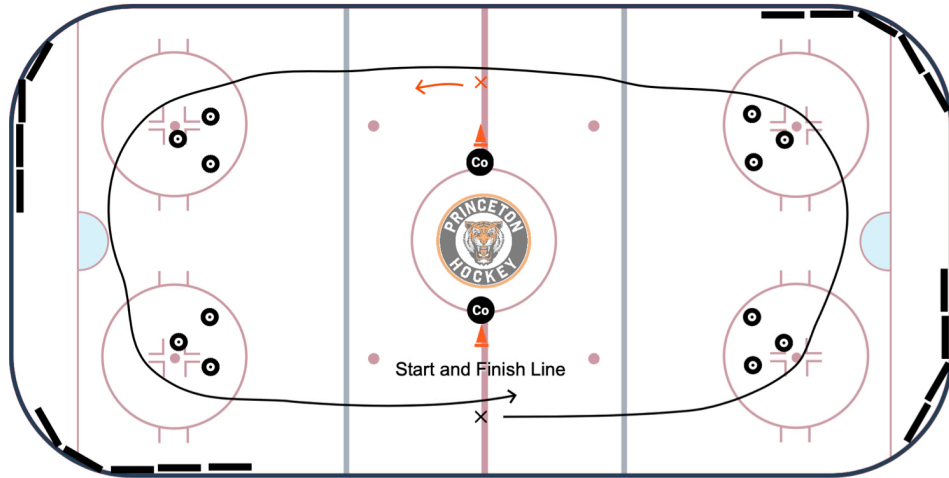 Co
PRINCETON
HOCKEY
Co
Start and Finish Line